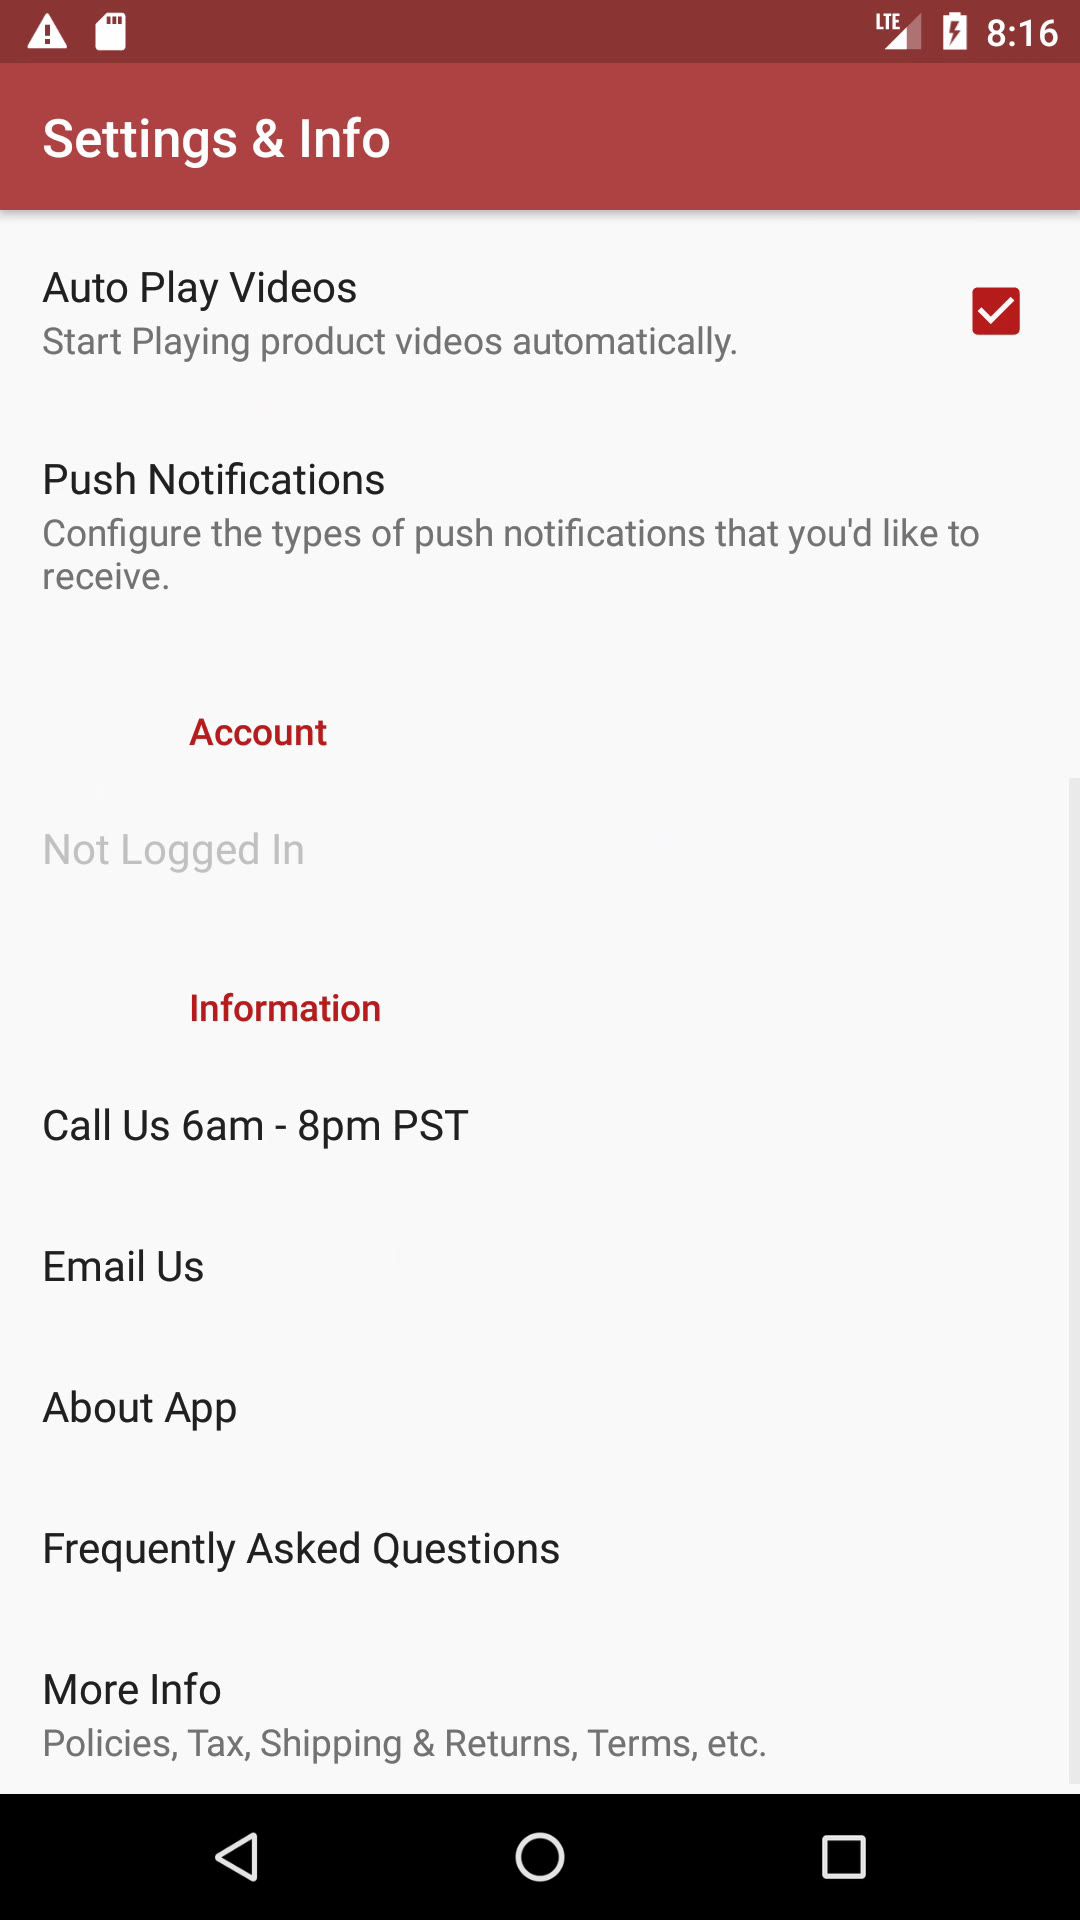 LTE 8:16
Settings & Info
Auto Play Videos
Start Playing product videos automatically.
Push Notifications
Configure the types of push notifications that you'd like to
receive.
Account
Not Logged In
Information
Call Us 6am - 8pm PST
Email Us
About App
Frequently Asked Questions
More Info
Policies, Tax, Shipping & Returns, Terms, etc.